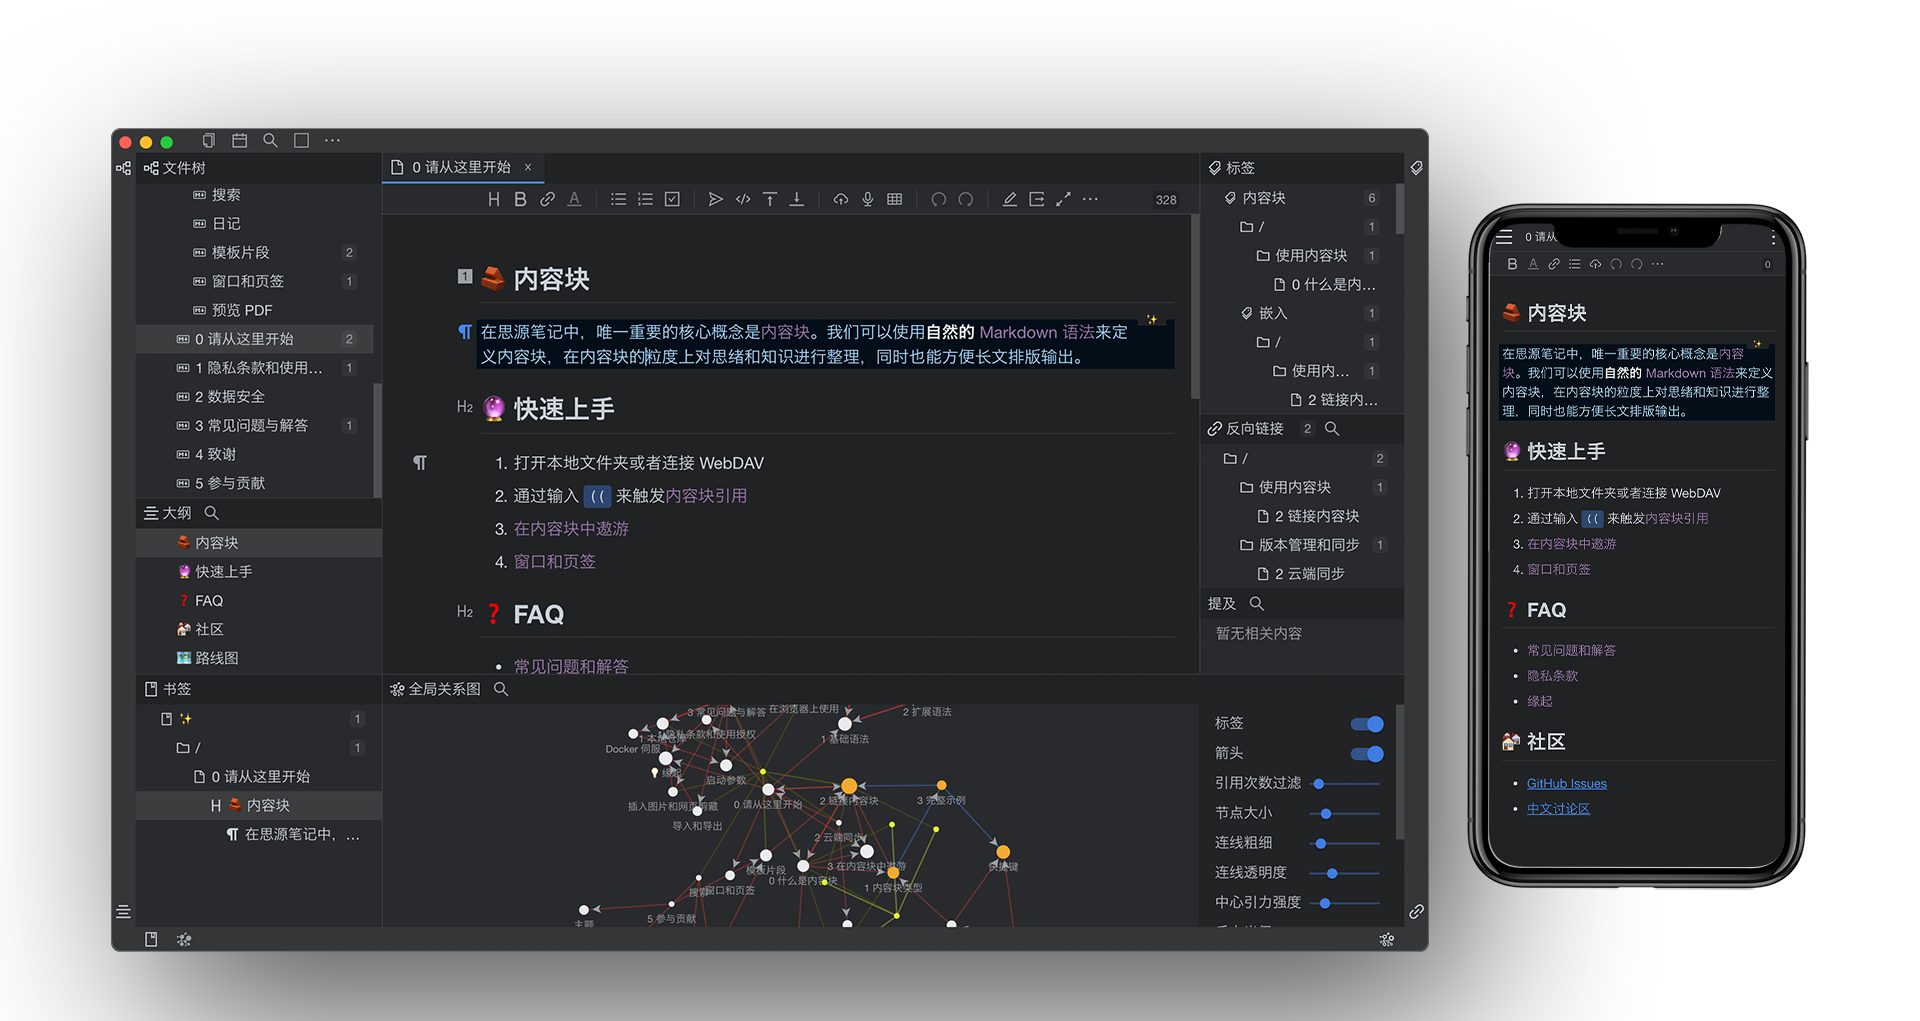 文件树
搜索
日记
模板片段 2
窗口和页签 1
预览 PDF
0 请从这里开始 2
1 隐私条款和使用... 1
2 数据安全
3 常见问题与解答 1
4 致谢
5 参与贡献
大纲
内容块
快速上手
FAQ
社区
路线图
书签
1
/ 1
0 请从这里开始
H 内容块
在思源笔记中，...
0 请从这里开始 ×
328
1 内容块
在思源笔记中，唯一重要的核心概念是内容块。我们可以使用自然的 Markdown 语法来定
义内容块，在内容块的粒度上对思绪和知识进行整理，同时也能方便长文排版输出。
H2 快速上手
1. 打开本地文件夹或者连接 WebDAV
2. 通过输入 (( 来触发内容块引用
3. 在内容块中遨游
4. 窗口和页签
H2 FAQ
• 常见问题和解答
标签
内容块 6
/ 1
使用内容块 1
0 什么是内...
嵌入 1
/ 1
使用内... 1
2 链接内...
反向链接 2
/ 2
使用内容块 1
2 链接内容块
版本管理和同步 1
2 云端同步
提及
暂无相关内容
全局关系图
3 常见问题与解答
在浏览器上使用
2 扩展语法
1 隐私条款和使用授权
Docker 伺服
1 基础语法
缘起
启动参数
插入图片和网页剪藏
0 请从这里开始
2 链接内容块
3 完整示例
导入和导出
2 云端同步
模板片段
3 在内容块中遨游
快捷键
0 什么是内容块
1 内容块类型
搜索
窗口和页签
5 参与贡献
主题
标签
箭头
引用次数过滤
节点大小
连线粗细
连线透明度
中心引力强度
0 请从
B A 0
内容块
在思源笔记中，唯一重要的核心概念是内容
块。我们可以使用自然的 Markdown 语法来定义
内容块，在内容块的粒度上对思绪和知识进行整
理，同时也能方便长文排版输出。
快速上手
1. 打开本地文件夹或者连接 WebDAV
2. 通过输入 (( 来触发内容块引用
3. 在内容块中遨游
4. 窗口和页签
FAQ
• 常见问题和解答
• 隐私条款
• 缘起
社区
• GitHub Issues
• 中文讨论区